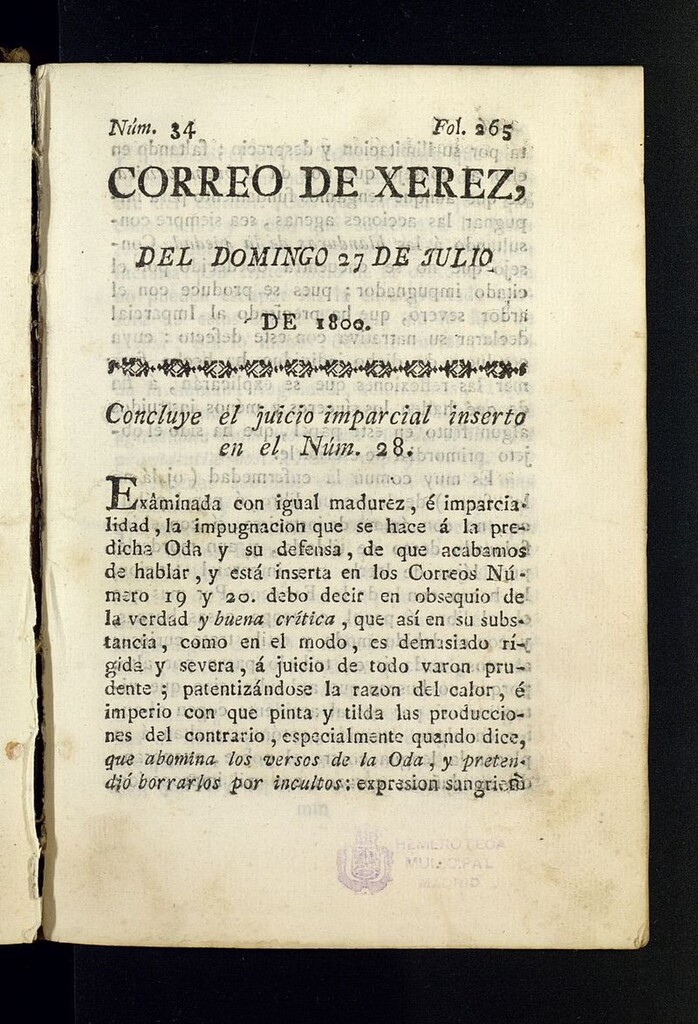 Núm. 34 Fol. 265
CORREO DE XEREZ,
DEL DOMINGO 27 DE JULIO
DE 1800.
Concluye el juicio imparcial inserto
en el Núm. 28.
Exâminada con igual madurez, é imparcia-
lidad, la impugnacion que se hace á la pre-
dicha Oda y su defensa, de que acabamos
de hablar, y está inserta en los Correos Nú-
mero 19 y 20. debo decir en obsequio de
la verdad y buena crítica, que así en su subs-
tancia, como en el modo, es demasiado rí-
gida y severa, á juicio de todo varon pru-
dente; patentizándose la razon del calor, é
imperio con que pinta y tilda las produccio-
nes del contrario, especialmente quando dice,
que abomina los versos de la Oda, y preten-
dió borrarlos por incultos: expresion
HEMEROTECA
MUNICIPAL
MADRID